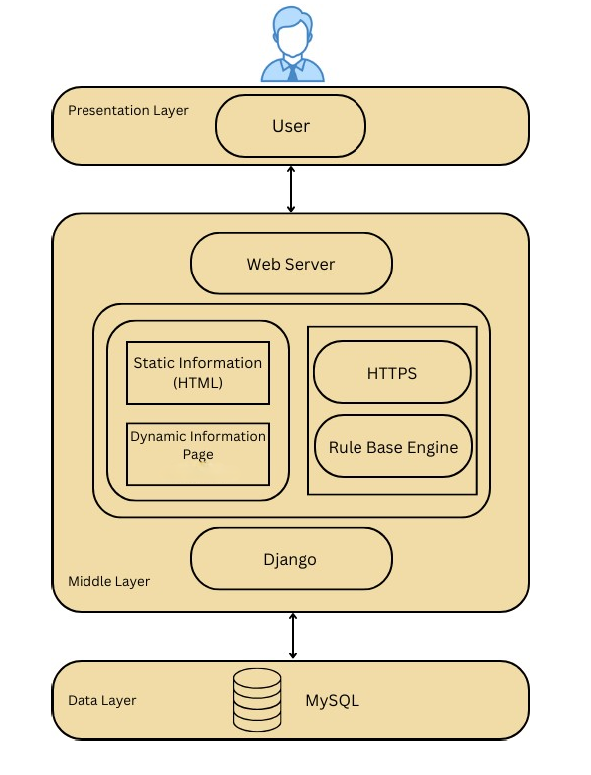 Presentation Layer
User
Web Server
Static Information
(HTML)
Dynamic Information
Page
HTTPS
Rule Base Engine
Django
Middle Layer
Data Layer
MySQL